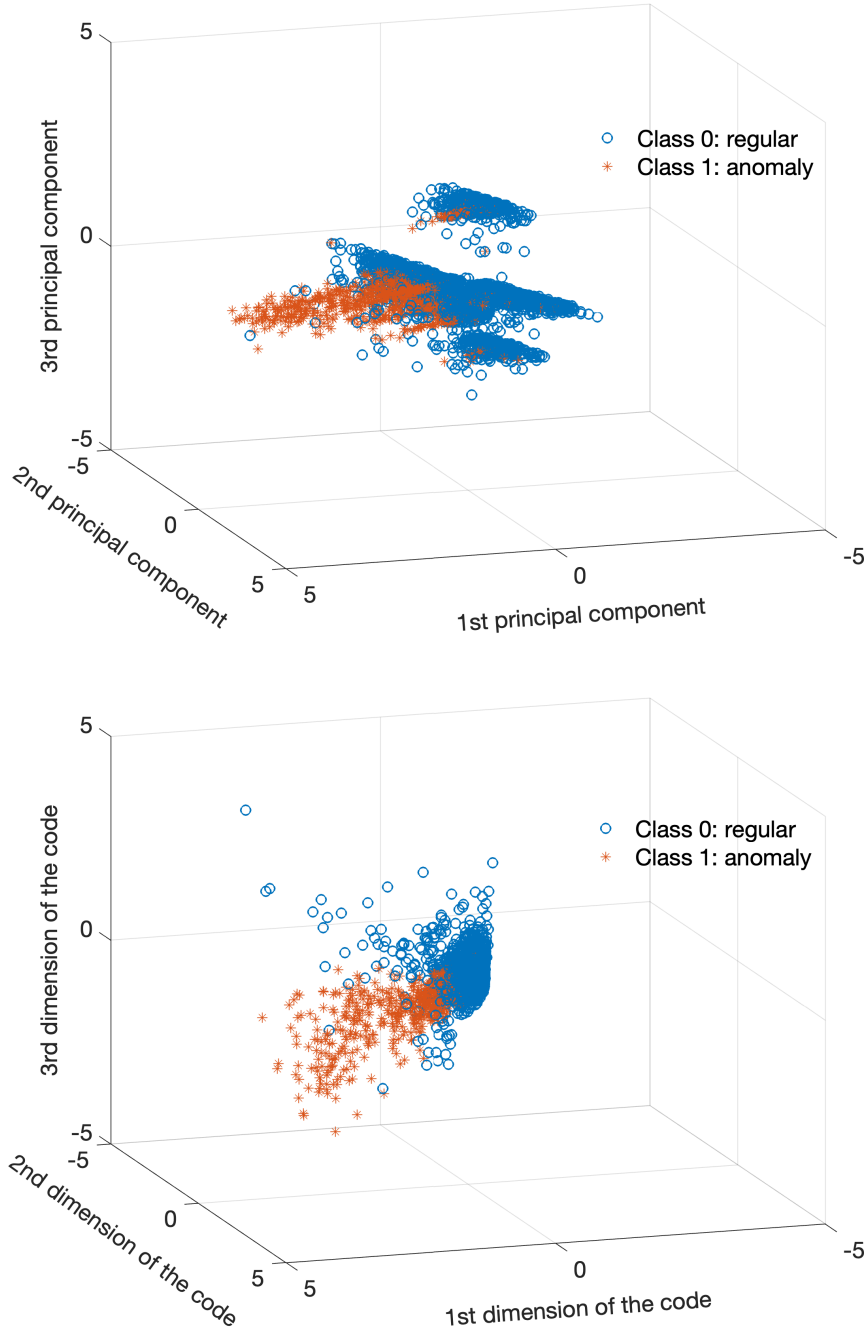 5
Class 0: regular
Class 1: anomaly
3rd principal component
0
-5
-5
2nd principal component
0
5
5
0
-5
1st principal component
5
Class 0: regular
Class 1: anomaly
3rd dimension of the code
0
-5
-5
2nd dimension of the code
0
5
5
0
-5
1st dimension of the code